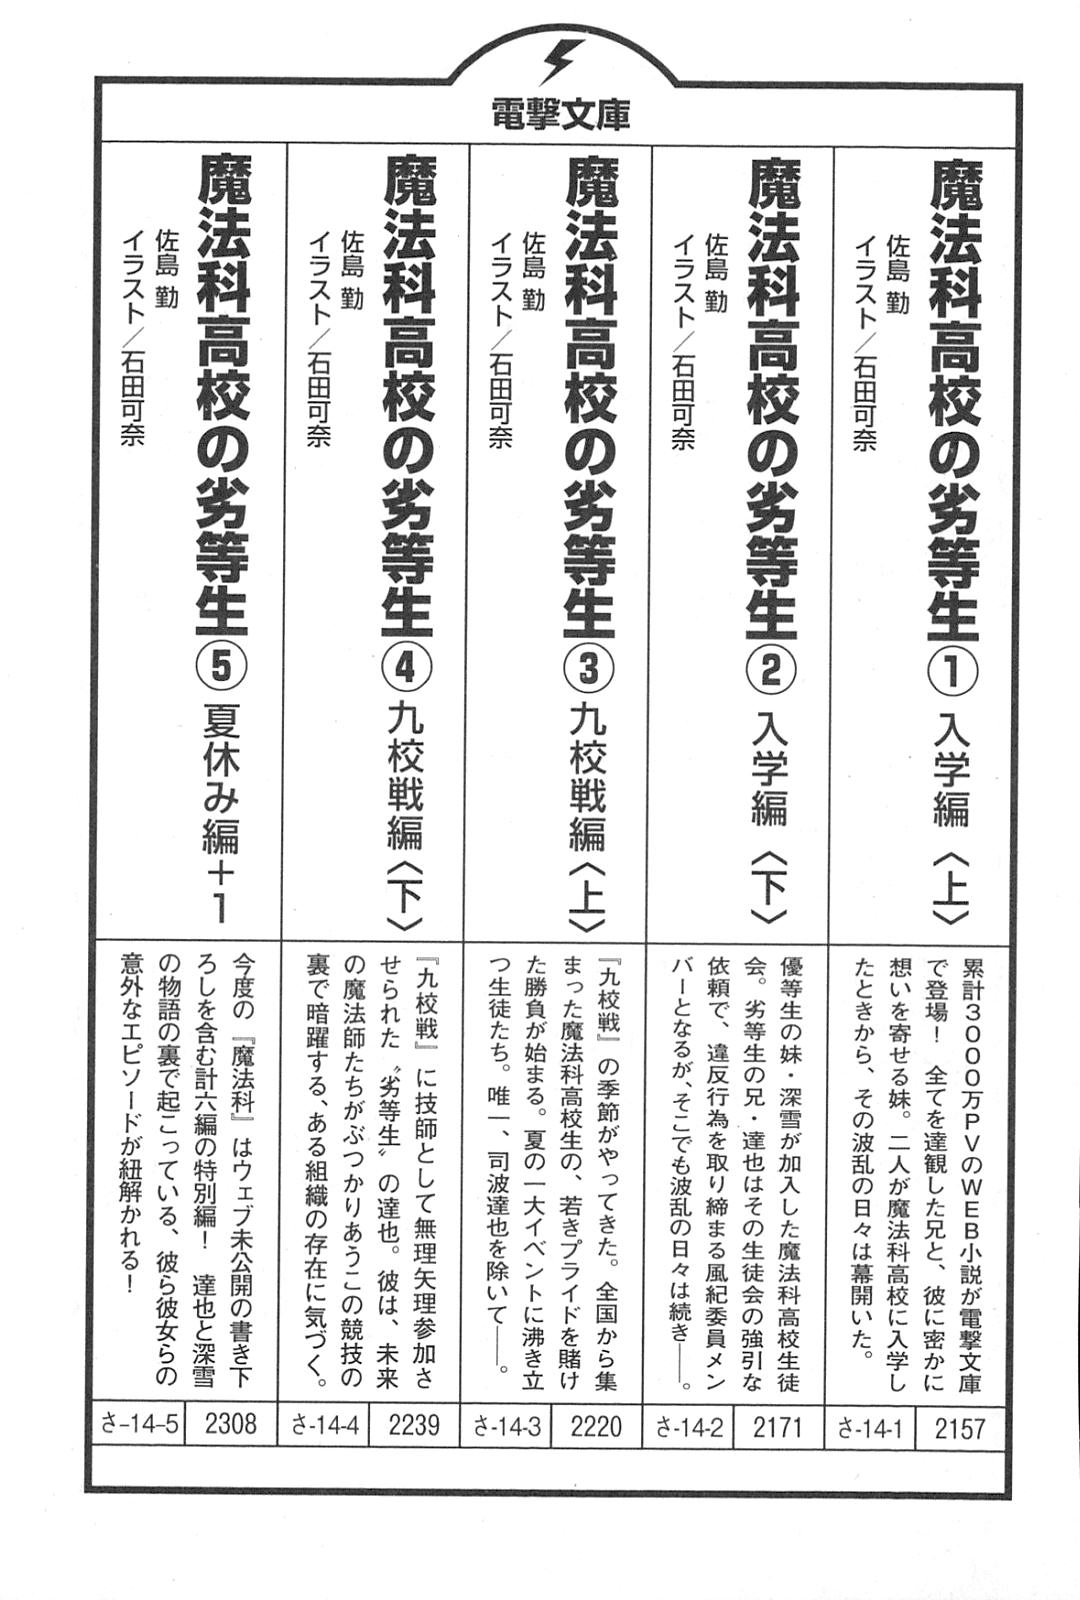 電撃文庫
魔法科高校の劣等生① 入学編〈上〉
佐島 勤
イラスト／石田可奈
累計３０００万ＰＶのＷＥＢ小説が電撃文庫
で登場！　全てを達観した兄と、彼に密かに
想いを寄せる妹。二人が魔法科高校に入学し
たときから、その波乱の日々は幕開いた。
さ-14-1
2157
魔法科高校の劣等生② 入学編〈下〉
佐島 勤
イラスト／石田可奈
優等生の妹・深雪が加入した魔法科高校生徒
会。劣等生の兄・達也はその生徒会の強引な
依頼で、違反行為を取り締まる風紀委員メン
バーとなるが、そこでも波乱の日々は続き――。
さ-14-2
2171
魔法科高校の劣等生③ 九校戦編〈上〉
佐島 勤
イラスト／石田可奈
『九校戦』の季節がやってきた。全国から集
まった魔法科高校生の、若きプライドを賭け
た勝負が始まる。夏の一大イベントに沸き立
つ生徒たち。唯一、司波達也を除いて――。
さ-14-3
2220
魔法科高校の劣等生④ 九校戦編〈下〉
佐島 勤
イラスト／石田可奈
『九校戦』に技師として無理矢理参加さ
せられた〝劣等生〟の達也。彼は、未来
の魔法師たちがぶつかりあうこの競技の
裏で暗躍する、ある組織の存在に気づく。
さ-14-4
2239
魔法科高校の劣等生⑤ 夏休み編＋１
佐島 勤
イラスト／石田可奈
今度の『魔法科』はウェブ未公開の書き下
ろしを含む計六編の特別編！　達也と深雪
の物語の裏で起こっている、彼ら彼女らの
意外なエピソードが紐解かれる！
さ-14-5
2308